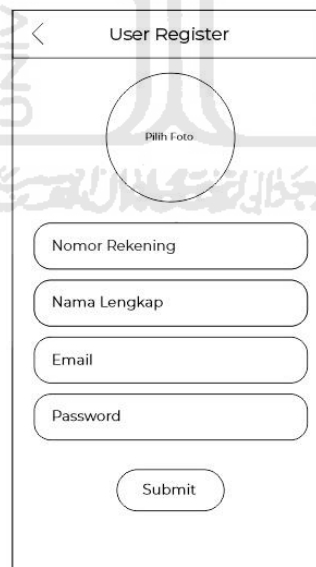 User Register
Pilih Foto
Nomor Rekening
Nama Lengkap
Email
Password
Submit